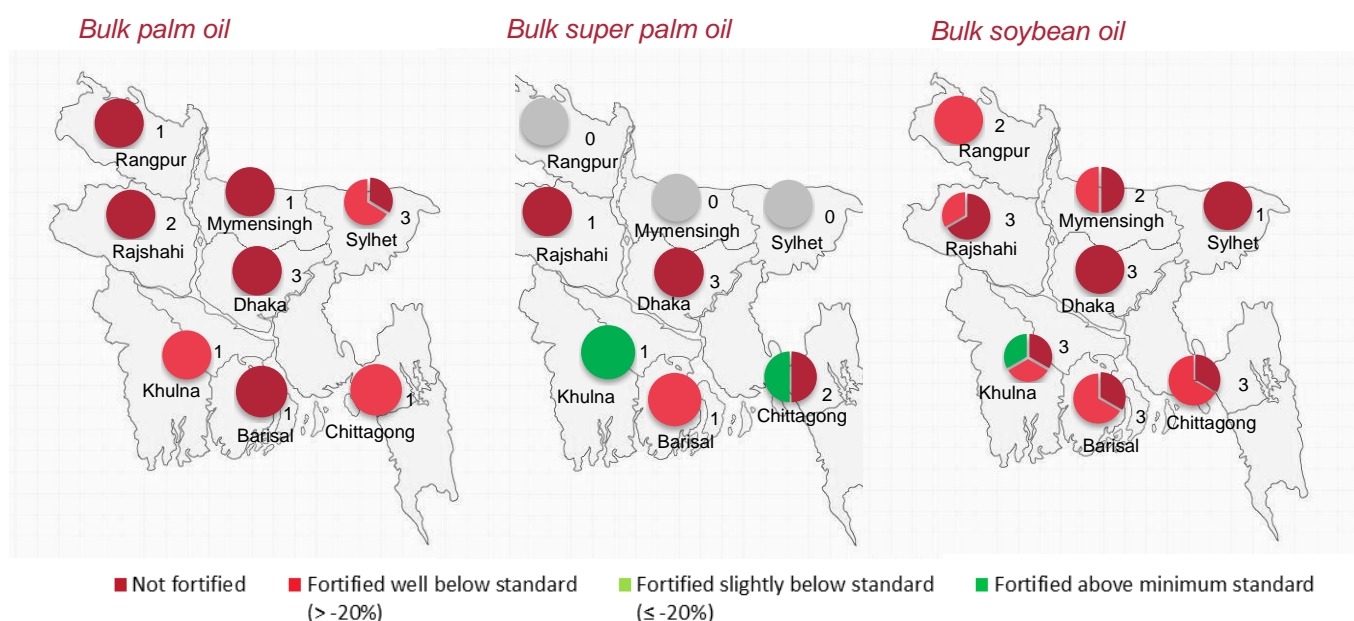 Bulk palm oil
1
Rangpur
2
Rajshahi
1
Mymensingh
3
Sylhet
3
Dhaka
1
Khulna
1
Barisal
1
Chittagong
Bulk super palm oil
0
Rangpur
1
Rajshahi
0
Mymensingh
0
Sylhet
3
Dhaka
1
Khulna
1
Barisal
2
Chittagong
Bulk soybean oil
2
Rangpur
3
Rajshahi
2
Mymensingh
1
Sylhet
3
Dhaka
3
Khulna
3
Barisal
3
Chittagong
Not fortified
Fortified well below standard
(> -20%)
Fortified slightly below standard
(≤ -20%)
Fortified above minimum standard